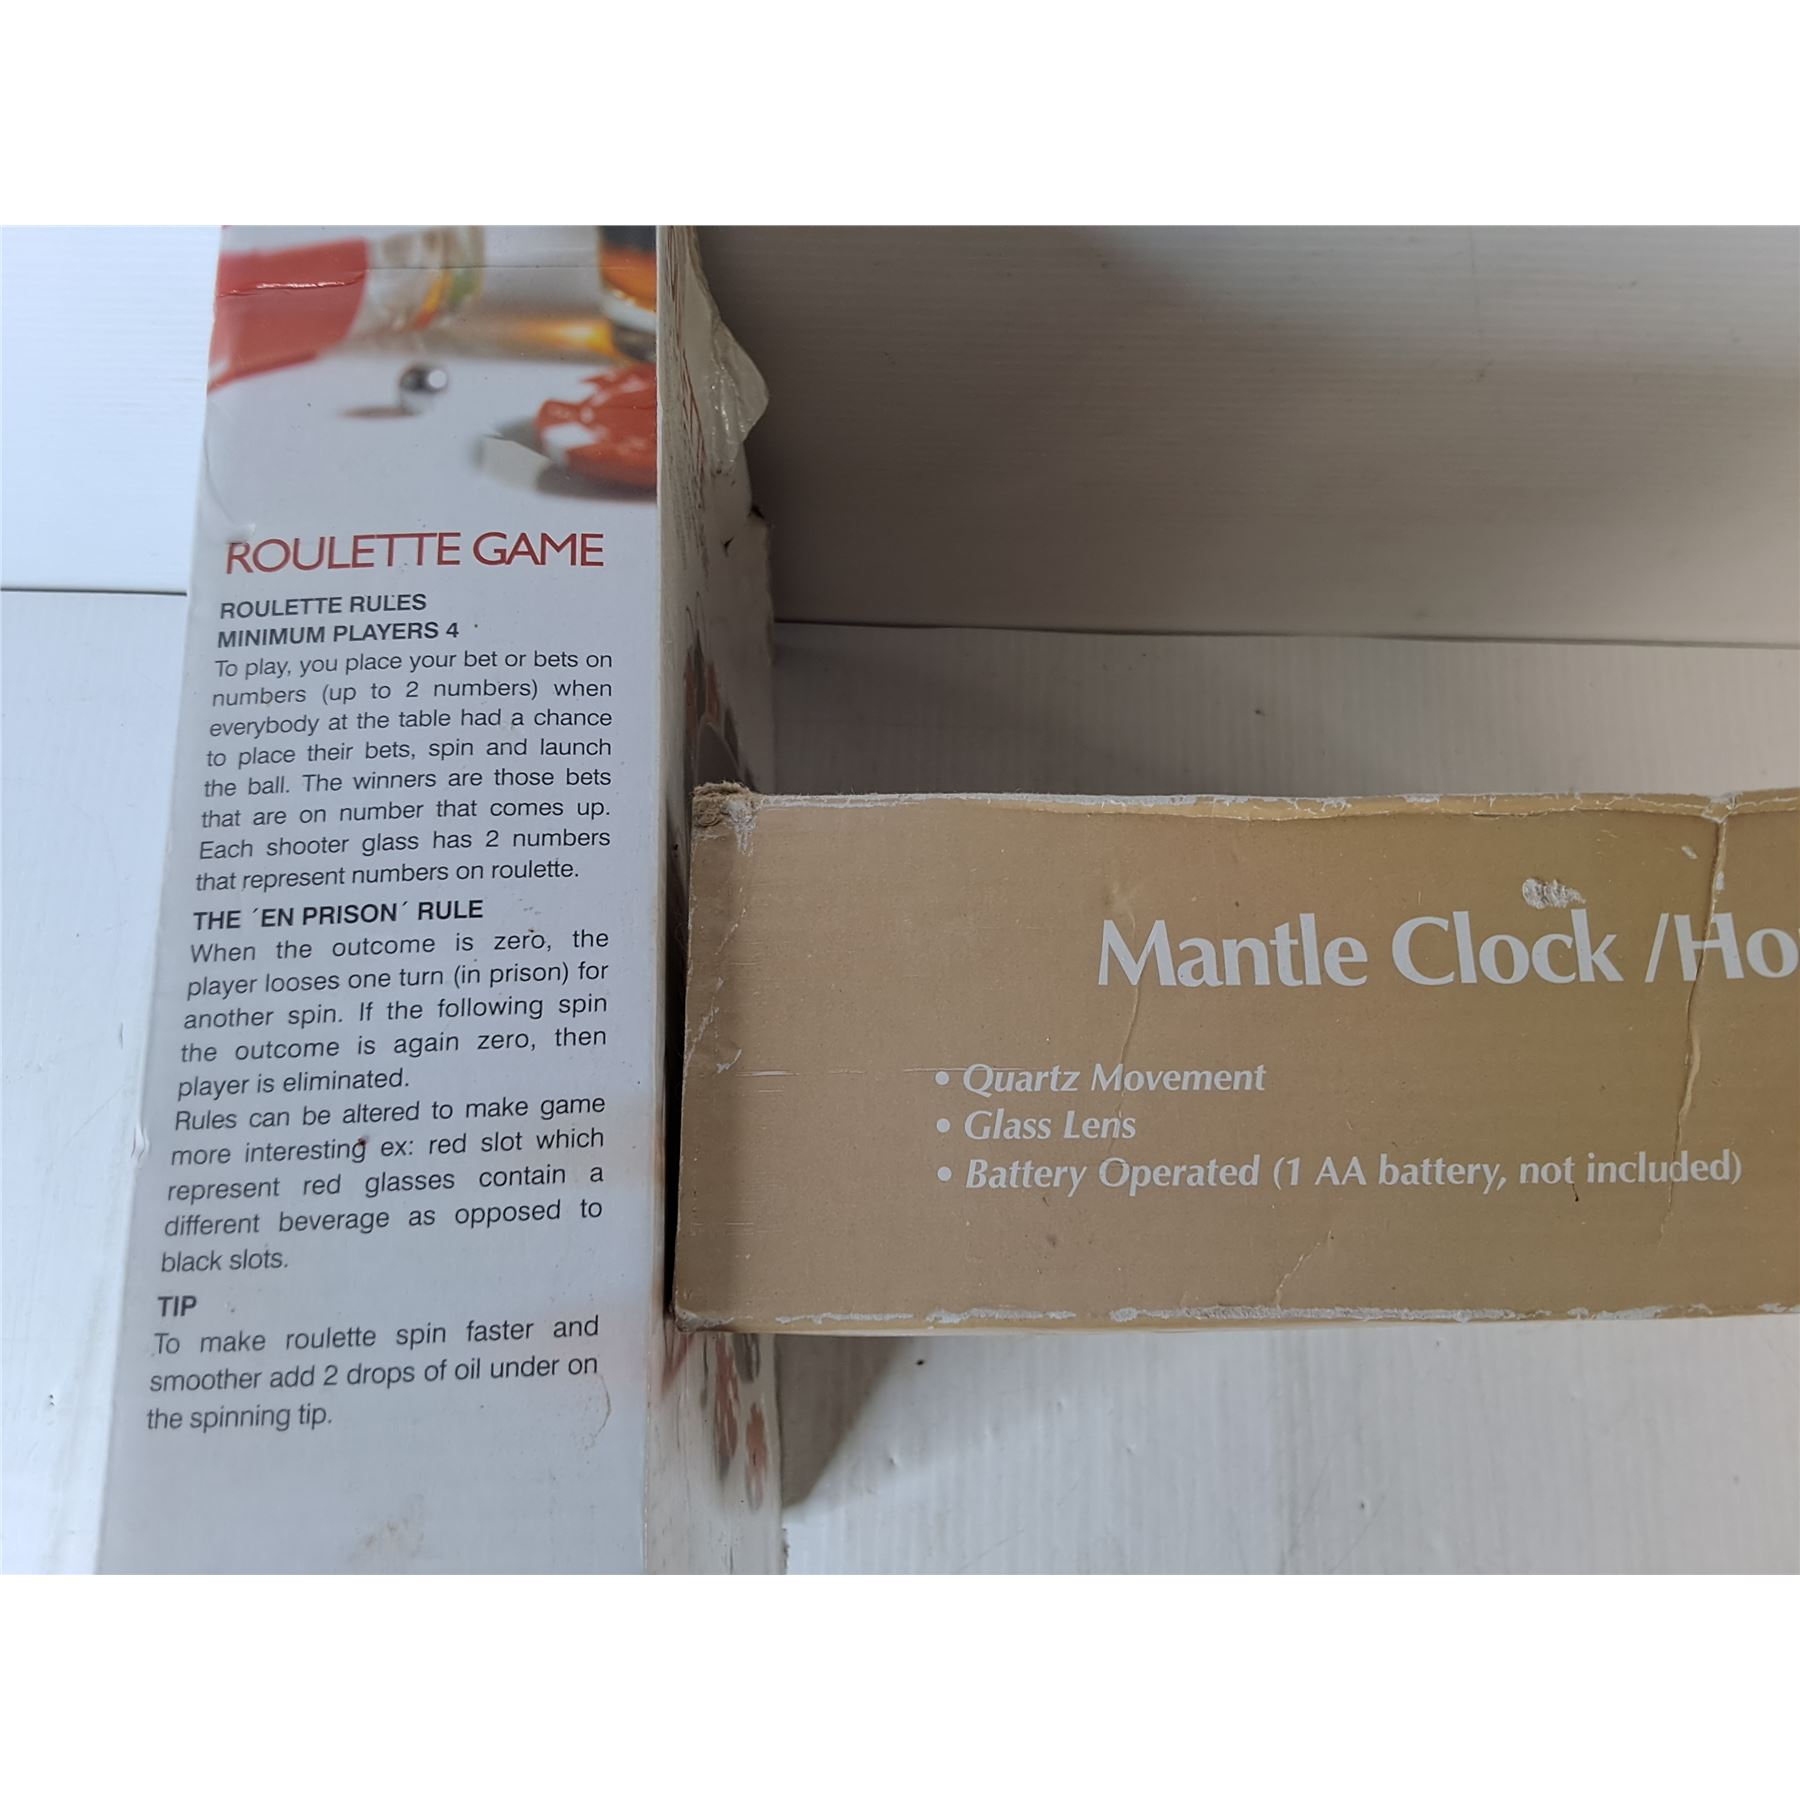 ROULETTE GAME
ROULETTE RULES
MINIMUM PLAYERS 4
To play, you place your bet or bets on
numbers (up to 2 numbers) when
everybody at the table had a chance
to place their bets, spin and launch
the ball. The winners are those bets
that are on number that comes up.
Each shooter glass has 2 numbers
that represent numbers on roulette.
THE ´EN PRISON´ RULE
When the outcome is zero, the
player looses one turn (in prison) for
another spin. If the following spin
the outcome is again zero, then
player is eliminated.
Rules can be altered to make game
more interesting ex: red slot which
represent red glasses contain a
different beverage as opposed to
black slots.
TIP
To make roulette spin faster and
smoother add 2 drops of oil under on
the spinning tip.
Mantle Clock /Ho
• Quartz Movement
• Glass Lens
• Battery Operated (1 AA battery, not included)